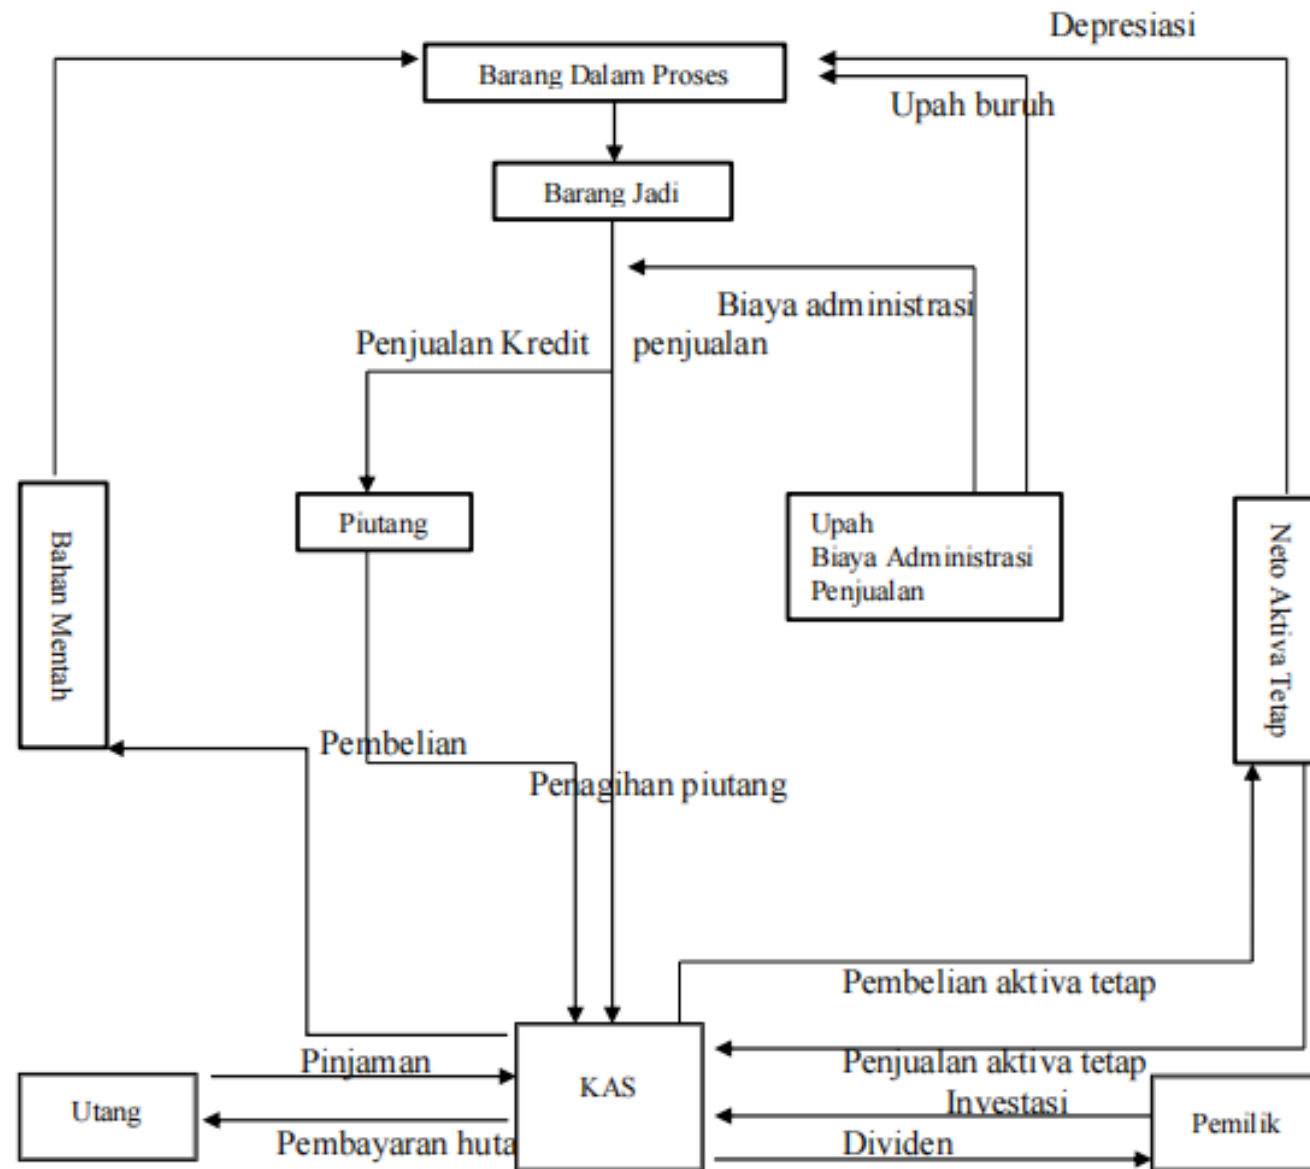 Depresiasi
Barang Dalam Proses
Upah buruh
Barang Jadi
Biaya administrasi
Penjualan Kredit penjualan
Piutang
Upah
Biaya Administrasi
Penjualan
Bahan Mentah
Neto Aktiva Tetap
Pembelian
Penagihan piutang
Pembelian aktiva tetap
Pinjaman
Penjualan aktiva tetap
KAS
Utang
Investasi
Pemilik
Pembayaran huta
Dividen